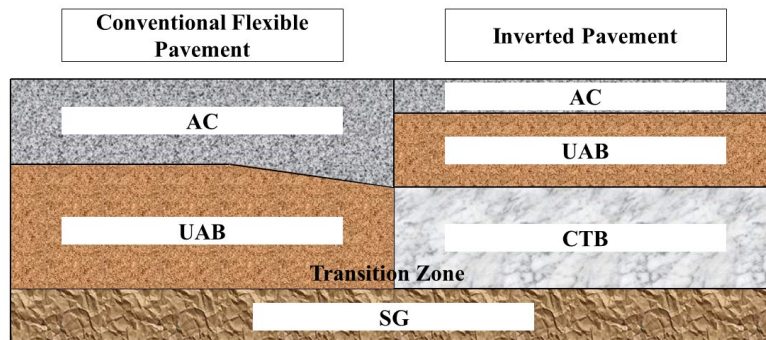 Conventional Flexible
Pavement
Inverted Pavement
AC
AC
UAB
UAB
CTB
Transition Zone
SG